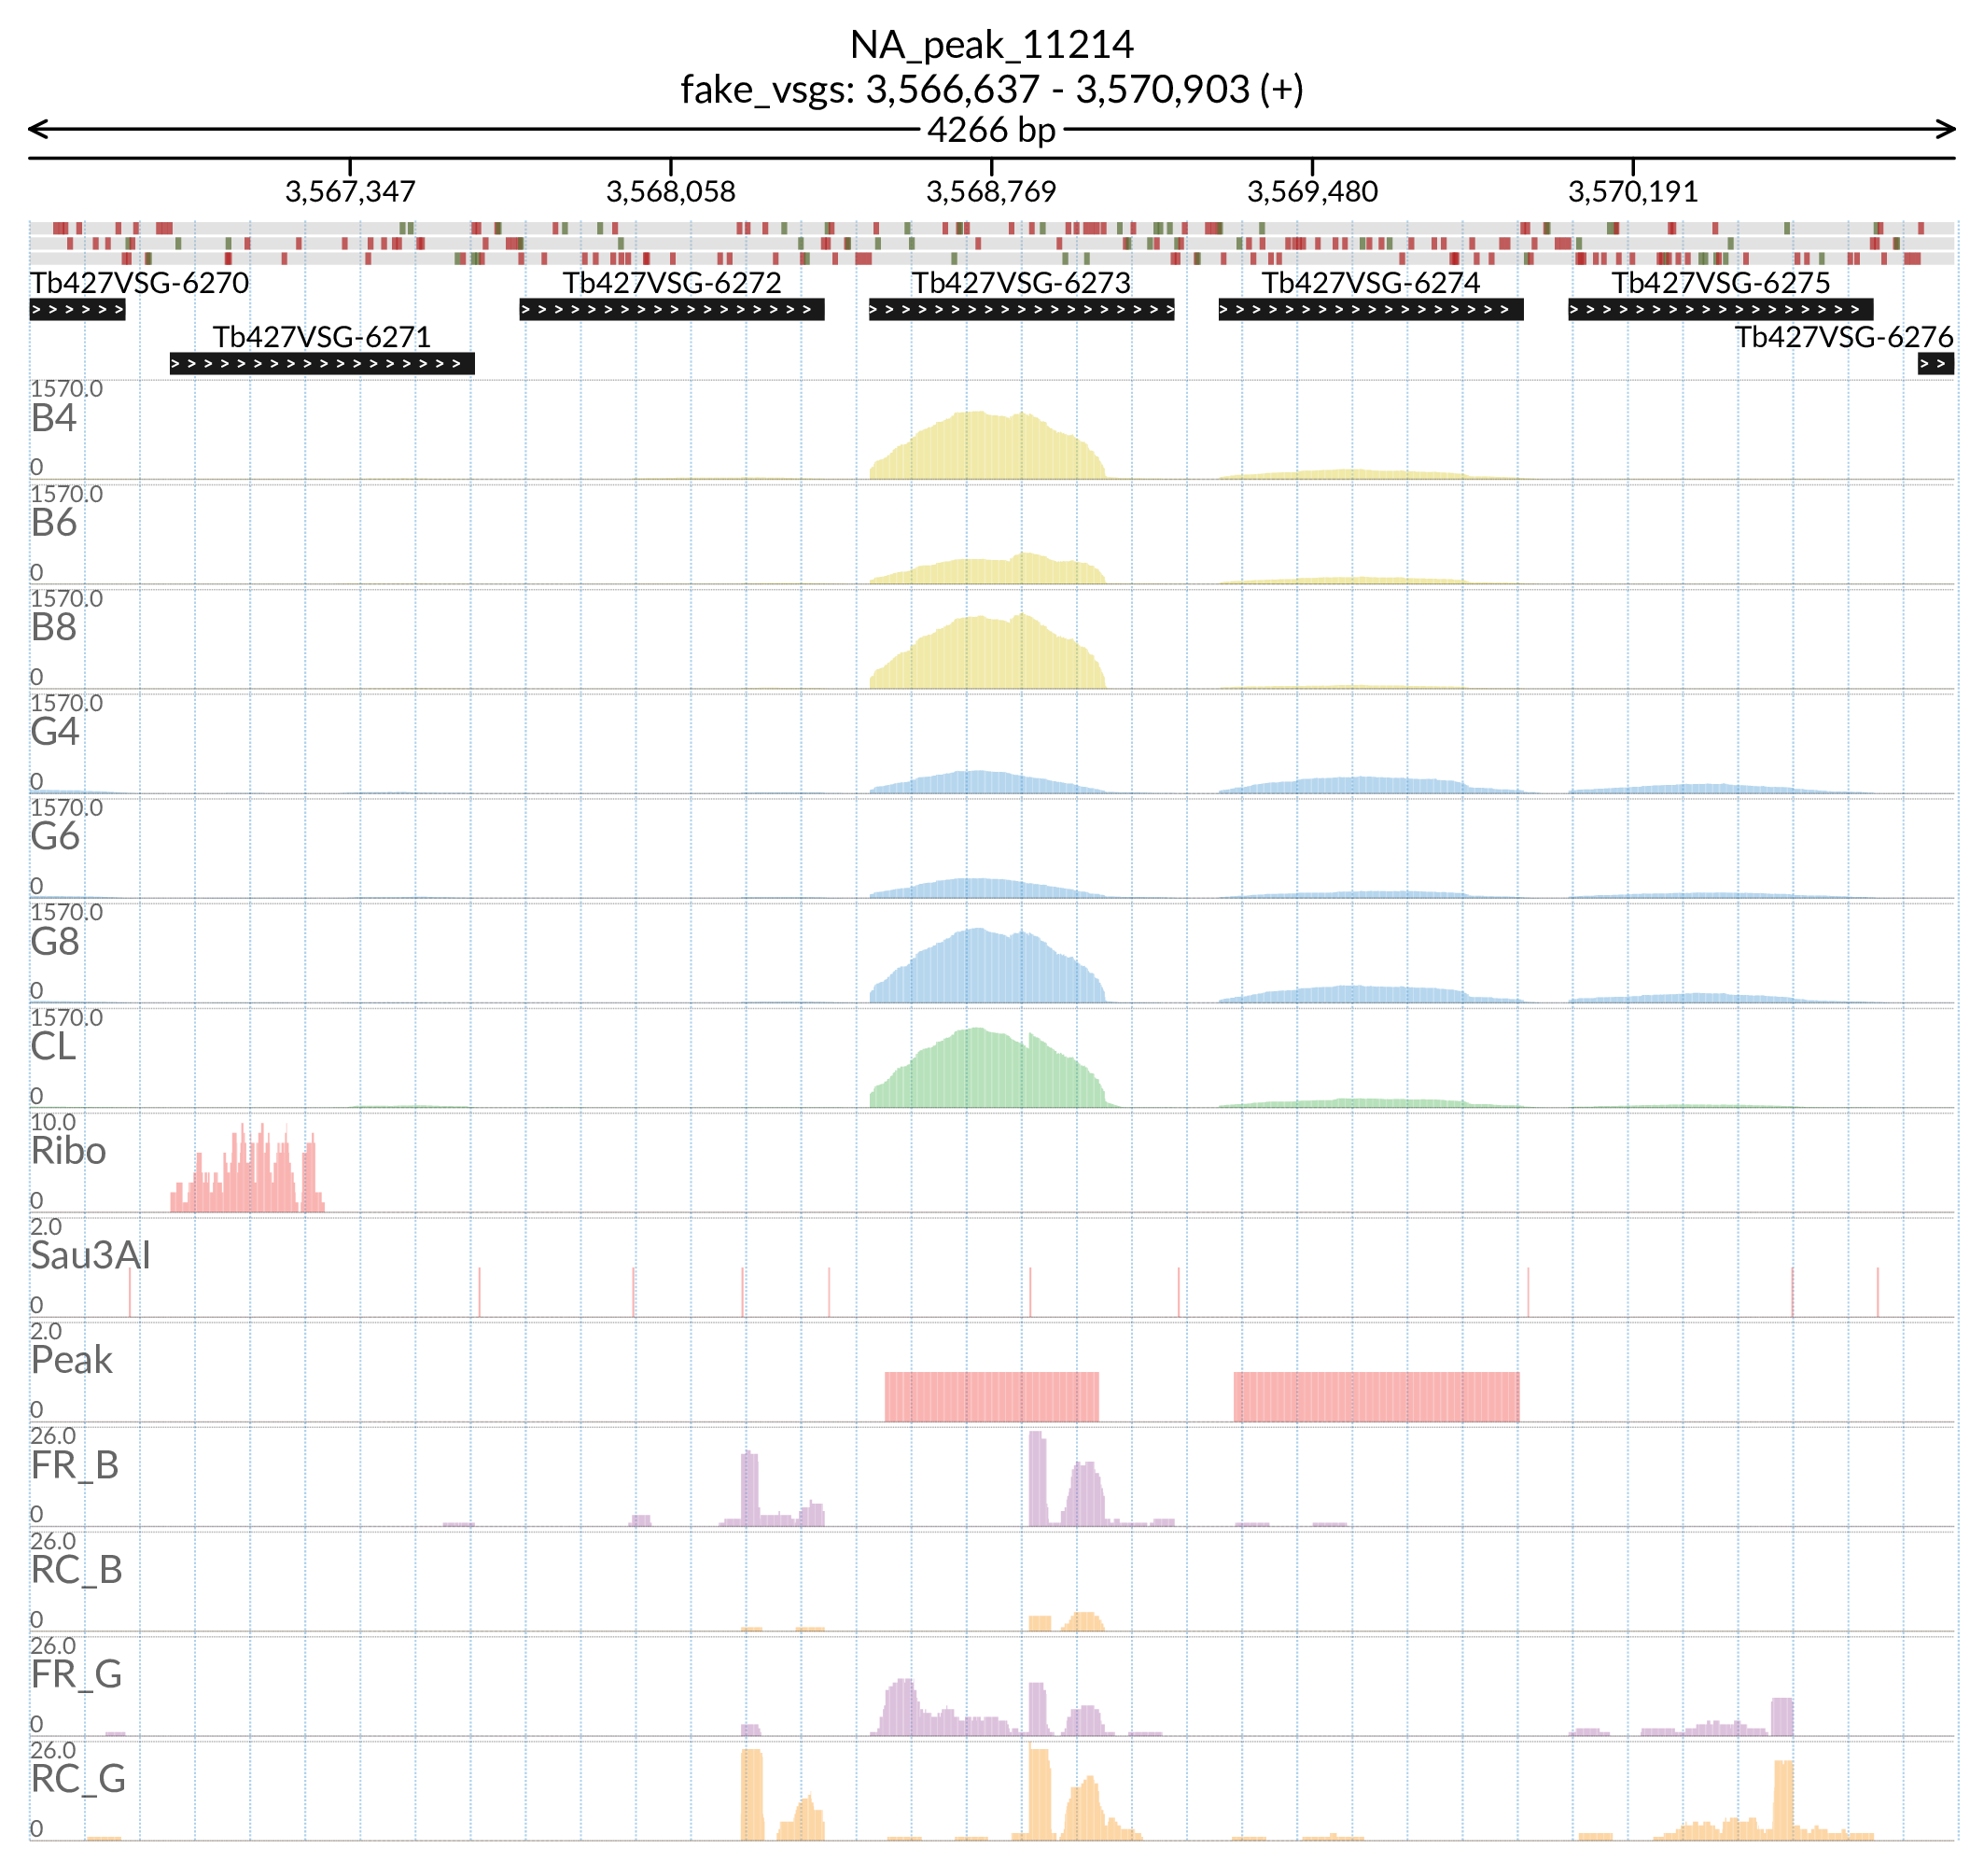 NA_peak_11214
fake_vsgs: 3,566,637 - 3,570,903 (+)
4266 bp
3,567,347 3,568,058 3,568,769 3,569,480 3,570,191
Tb427VSG-6270 Tb427VSG-6272 Tb427VSG-6273 Tb427VSG-6274 Tb427VSG-6275
Tb427VSG-6271 Tb427VSG-6276
1570.0
B4
0
1570.0
B6
0
1570.0
B8
0
1570.0
G4
0
1570.0
G6
0
1570.0
G8
0
1570.0
CL
0
10.0
Ribo
0
2.0
Sau3AI
0
2.0
Peak
0
26.0
FR_B
0
26.0
RC_B
0
26.0
FR_G
0
26.0
RC_G
0